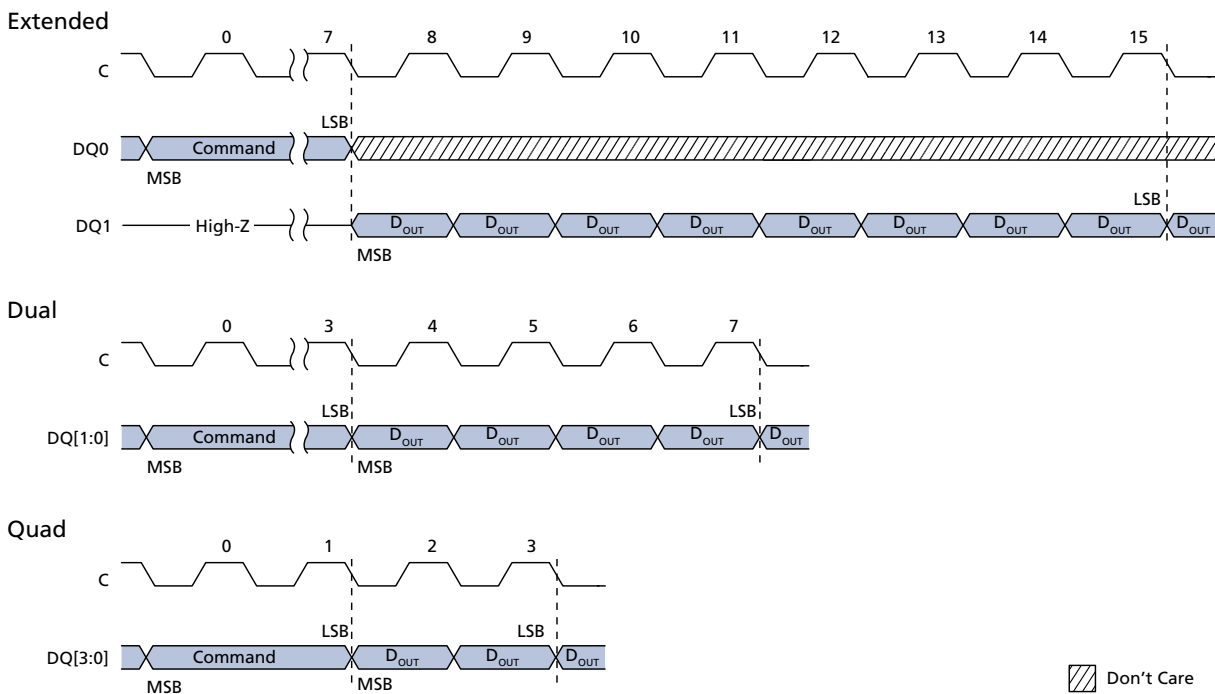 Extended
0 7 8 9 10 11 12 13 14 15
C
LSB
DQ0 Command
MSB
LSB
DQ1 High-Z DOUT DOUT DOUT DOUT DOUT DOUT DOUT DOUT DOUT
MSB
Dual
0 3 4 5 6 7
C
LSB LSB
DQ[1:0] Command DOUT DOUT DOUT DOUT DOUT
MSB MSB
Quad
0 1 2 3
C
LSB LSB
DQ[3:0] Command DOUT DOUT DOUT
MSB MSB
Don't Care